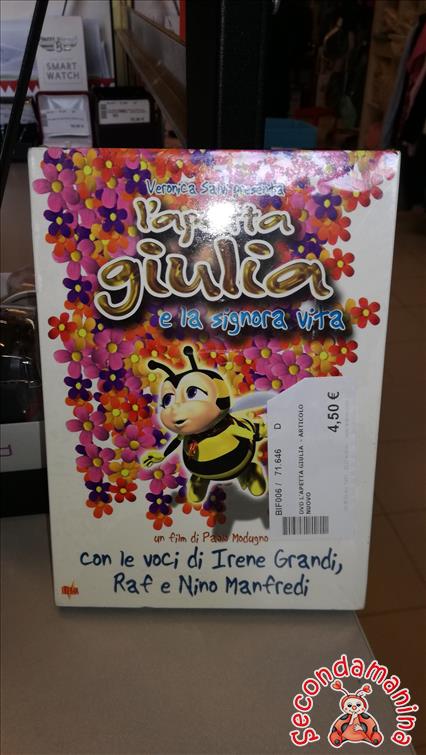 SMART
WATCH
Veronica Salvi presenta
l'apetta
giulia
e la signora vita
4,50 €
DVD L'APETTA GIULIA - ARTICOLO
NUOVO
BIF006 / 71.646 D
un film di Paolo Modugno
con le voci di Irene Grandi,
Raf e Nino Manfredi
secondamanina